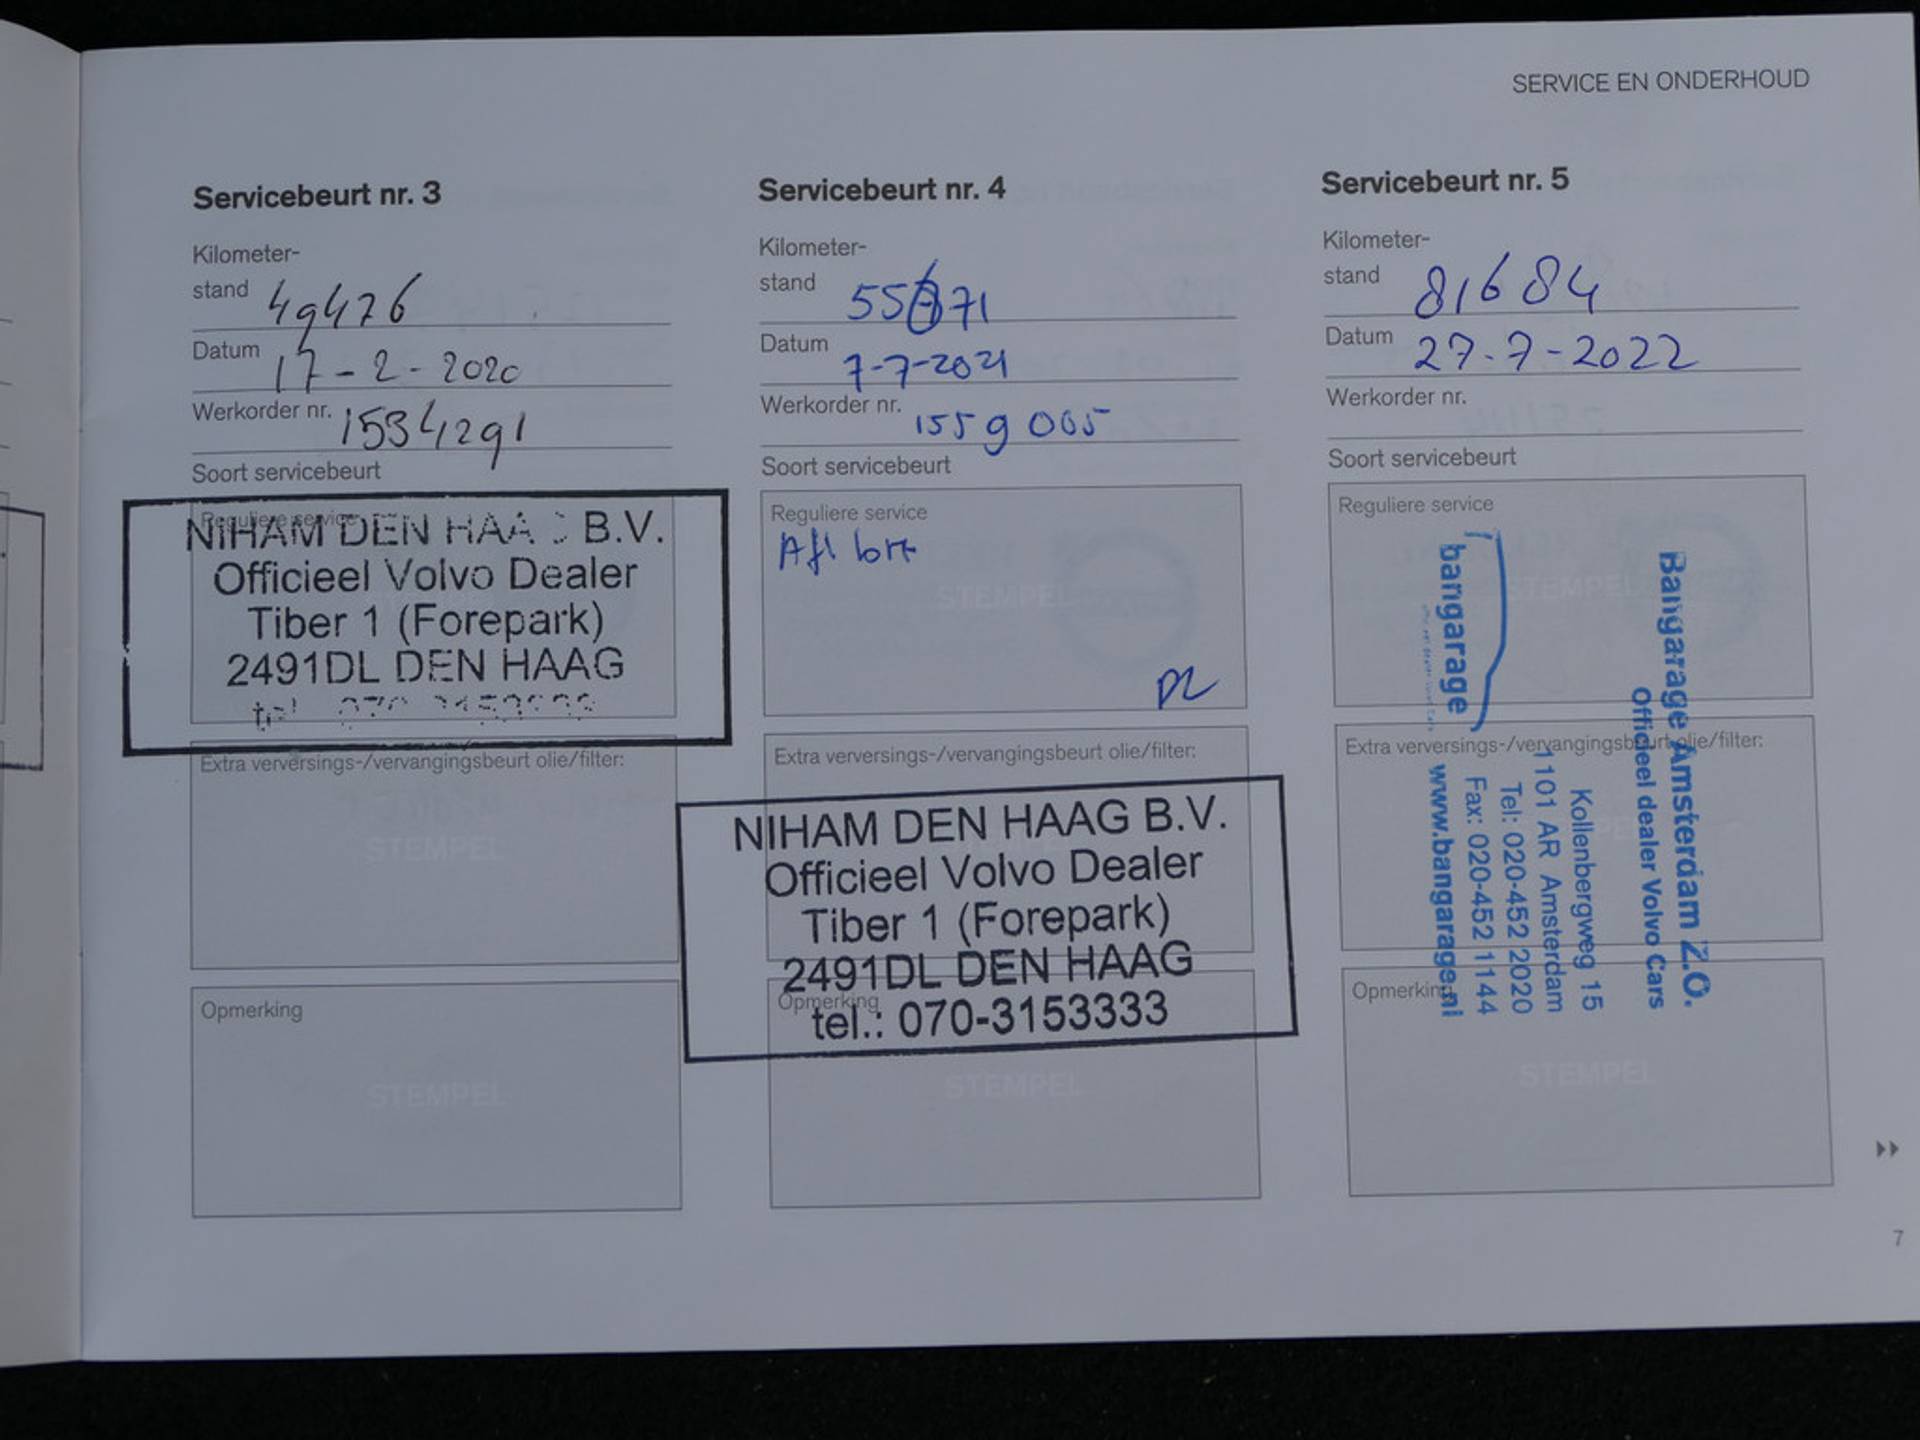 SERVICE EN ONDERHOUD
Servicebeurt nr. 3
Kilometer-
stand 49476
Datum 17-2-2020
Werkorder nr. 15341291
Soort servicebeurt
Reguliere service
NIHAM DEN HAAG B.V.
Officieel Volvo Dealer
Tiber 1 (Forepark)
2491DL DEN HAAG
Extra verversings-/vervangingsbeurt olie/filter:
STEMPEL
Opmerking
STEMPEL
Servicebeurt nr. 4
Kilometer-
stand
Datum 7-7-2021
Werkorder nr. 1559005
Soort servicebeurt
Reguliere service
STEMPEL
Extra verversings-/vervangingsbeurt olie/filter:
NIHAM DEN HAAG B.V.
Officieel Volvo Dealer
Tiber 1 (Forepark)
2491DL DEN HAAG
Opmerking
tel.: 070-3153333
STEMPEL
Servicebeurt nr. 5
Kilometer-
stand 81684
Datum 27-7-2022
Werkorder nr.
Soort servicebeurt
Reguliere service
STEMPEL
Extra verversings-/vervangingsbeurt olie/filter:
Bangarage Amsterdam Z.O.
Officieel dealer Volvo Cars
Kollenbergweg 15
1101 AR Amsterdam
Tel: 020-452 2020
Fax: 020-452 1144
bangarage
www.bangarage.nl
Opmerking
STEMPEL
7